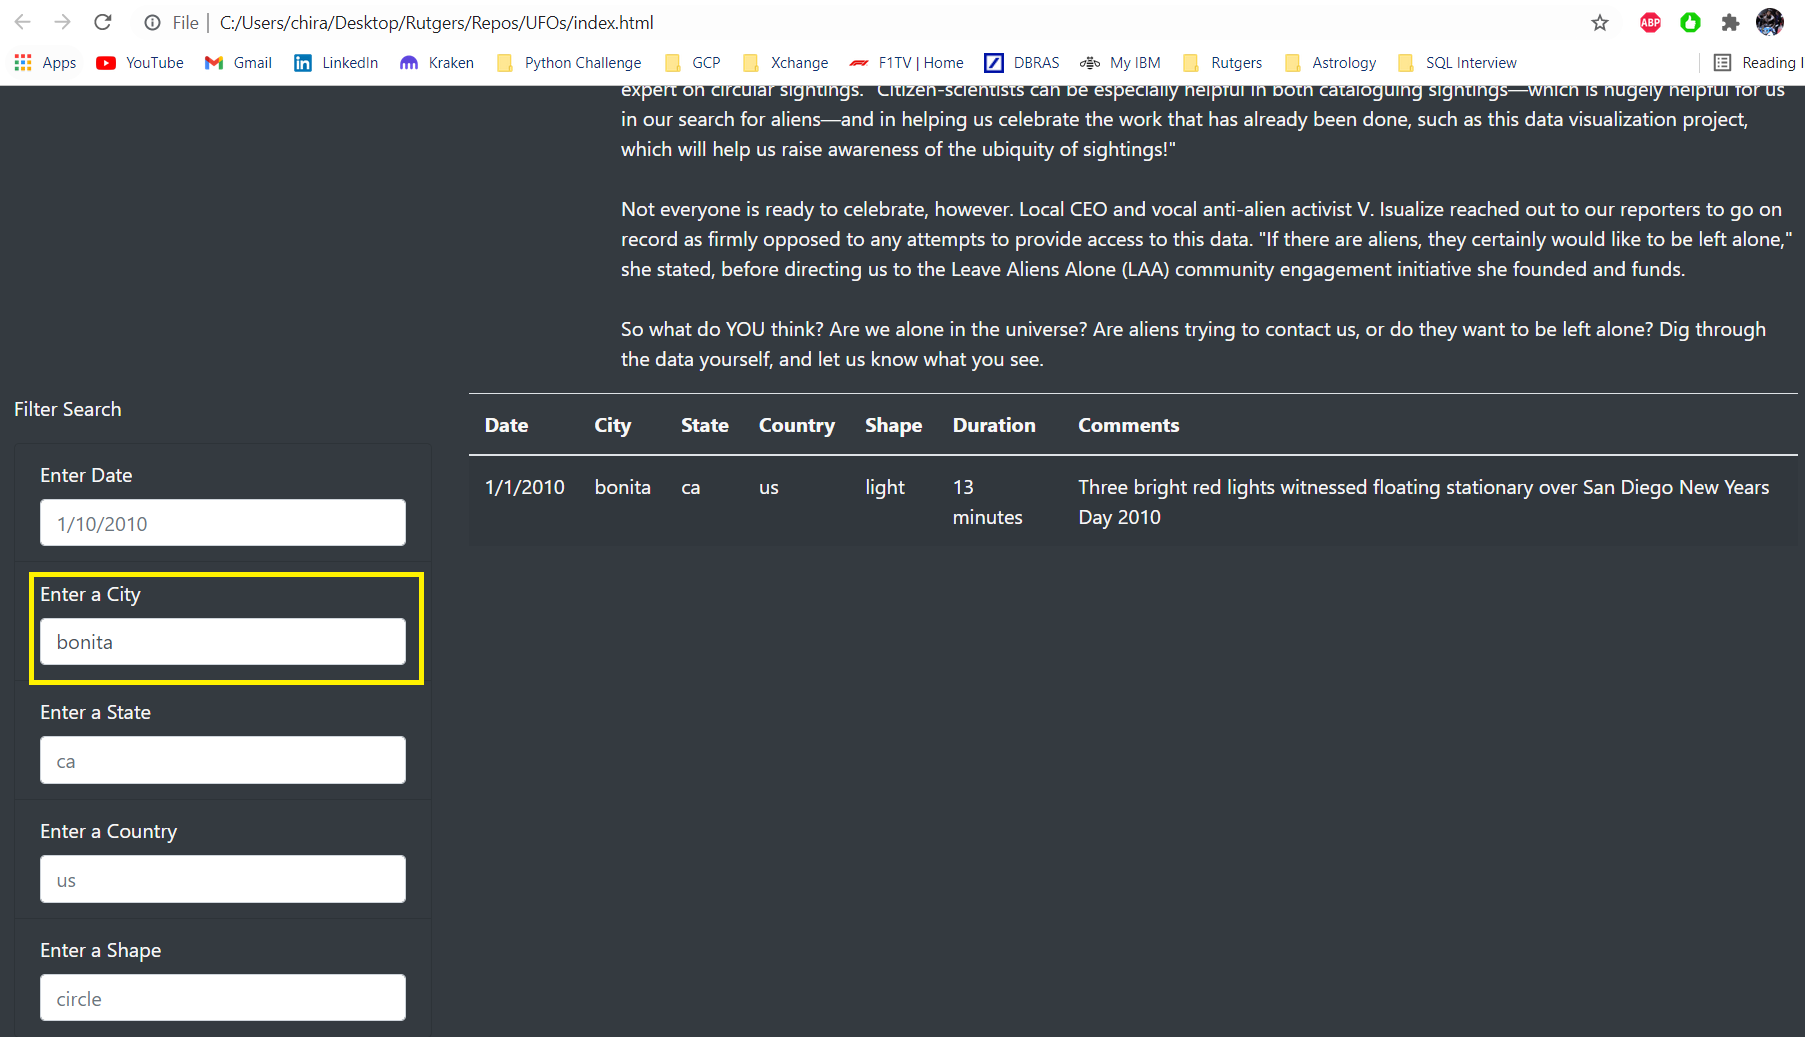 File | C:/Users/chira/Desktop/Rutgers/Repos/UFOs/index.html
ABP
Apps YouTube Gmail LinkedIn Kraken Python Challenge GCP Xchange F1TV | Home DBRAS My IBM Rutgers Astrology SQL Interview Reading l
expert on circular sightings. "Citizen-scientists can be especially helpful in both cataloguing sightings—which is hugely helpful for us
in our search for aliens—and in helping us celebrate the work that has already been done, such as this data visualization project,
which will help us raise awareness of the ubiquity of sightings!"
Not everyone is ready to celebrate, however. Local CEO and vocal anti-alien activist V. Isualize reached out to our reporters to go on
record as firmly opposed to any attempts to provide access to this data. "If there are aliens, they certainly would like to be left alone,"
she stated, before directing us to the Leave Aliens Alone (LAA) community engagement initiative she founded and funds.
So what do YOU think? Are we alone in the universe? Are aliens trying to contact us, or do they want to be left alone? Dig through
the data yourself, and let us know what you see.
Filter Search
Enter Date
1/10/2010
Enter a City
bonita
Enter a State
ca
Enter a Country
us
Enter a Shape
circle
Date City State Country Shape Duration Comments
1/1/2010 bonita ca us light 13 Three bright red lights witnessed floating stationary over San Diego New Years
minutes Day 2010